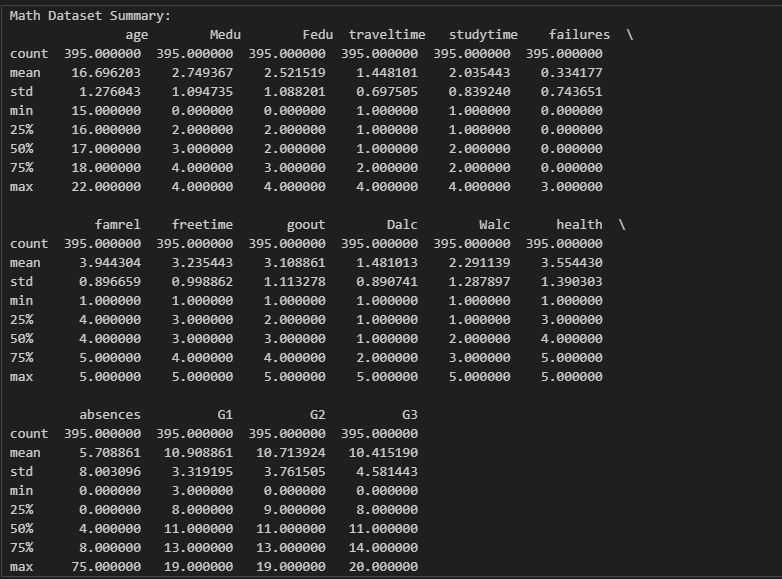 Math Dataset Summary:
              age        Medu        Fedu  traveltime   studytime    failures  \
count  395.000000  395.000000  395.000000  395.000000  395.000000  395.000000
mean    16.696203    2.749367    2.521519    1.448101    2.035443    0.334177
std      1.276043    1.094735    1.088201    0.697505    0.839240    0.743651
min     15.000000    0.000000    0.000000    1.000000    1.000000    0.000000
25%     16.000000    2.000000    2.000000    1.000000    1.000000    0.000000
50%     17.000000    3.000000    2.000000    1.000000    2.000000    0.000000
75%     18.000000    4.000000    3.000000    2.000000    2.000000    0.000000
max     22.000000    4.000000    4.000000    4.000000    4.000000    3.000000

           famrel    freetime       goout        Dalc        Walc      health  \
count  395.000000  395.000000  395.000000  395.000000  395.000000  395.000000
mean     3.944304    3.235443    3.108861    1.481013    2.291139    3.554430
std      0.896659    0.998862    1.113278    0.890741    1.287897    1.390303
min      1.000000    1.000000    1.000000    1.000000    1.000000    1.000000
25%      4.000000    3.000000    2.000000    1.000000    1.000000    3.000000
50%      4.000000    3.000000    3.000000    1.000000    2.000000    4.000000
75%      5.000000    4.000000    4.000000    2.000000    3.000000    5.000000
max      5.000000    5.000000    5.000000    5.000000    5.000000    5.000000

         absences          G1          G2          G3
count  395.000000  395.000000  395.000000  395.000000
mean     5.708861   10.908861   10.713924   10.415190
std      8.003096    3.319195    3.761505    4.581443
min      0.000000    3.000000    0.000000    0.000000
25%      0.000000    8.000000    9.000000    8.000000
50%      4.000000   11.000000   11.000000   11.000000
75%      8.000000   13.000000   13.000000   14.000000
max     75.000000   19.000000   19.000000   20.000000